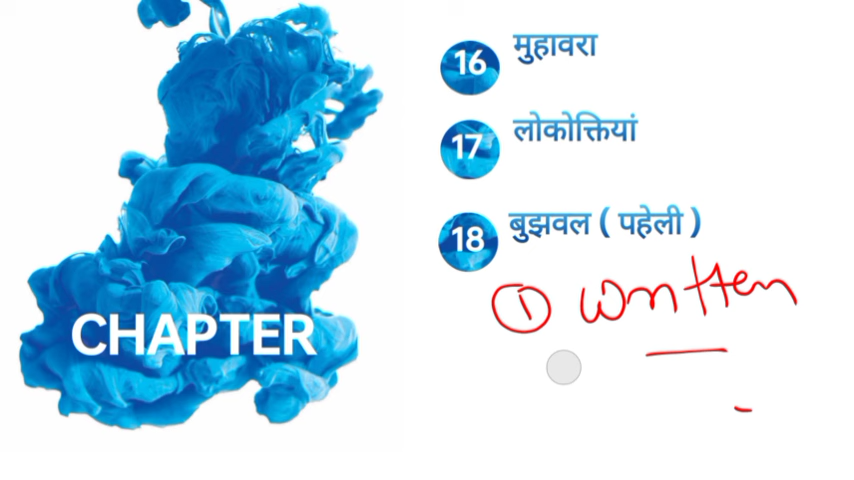 CHAPTER
16 मुहावरा
17 लोकोक्तियां
18 बुझवल ( पहेली )
① written